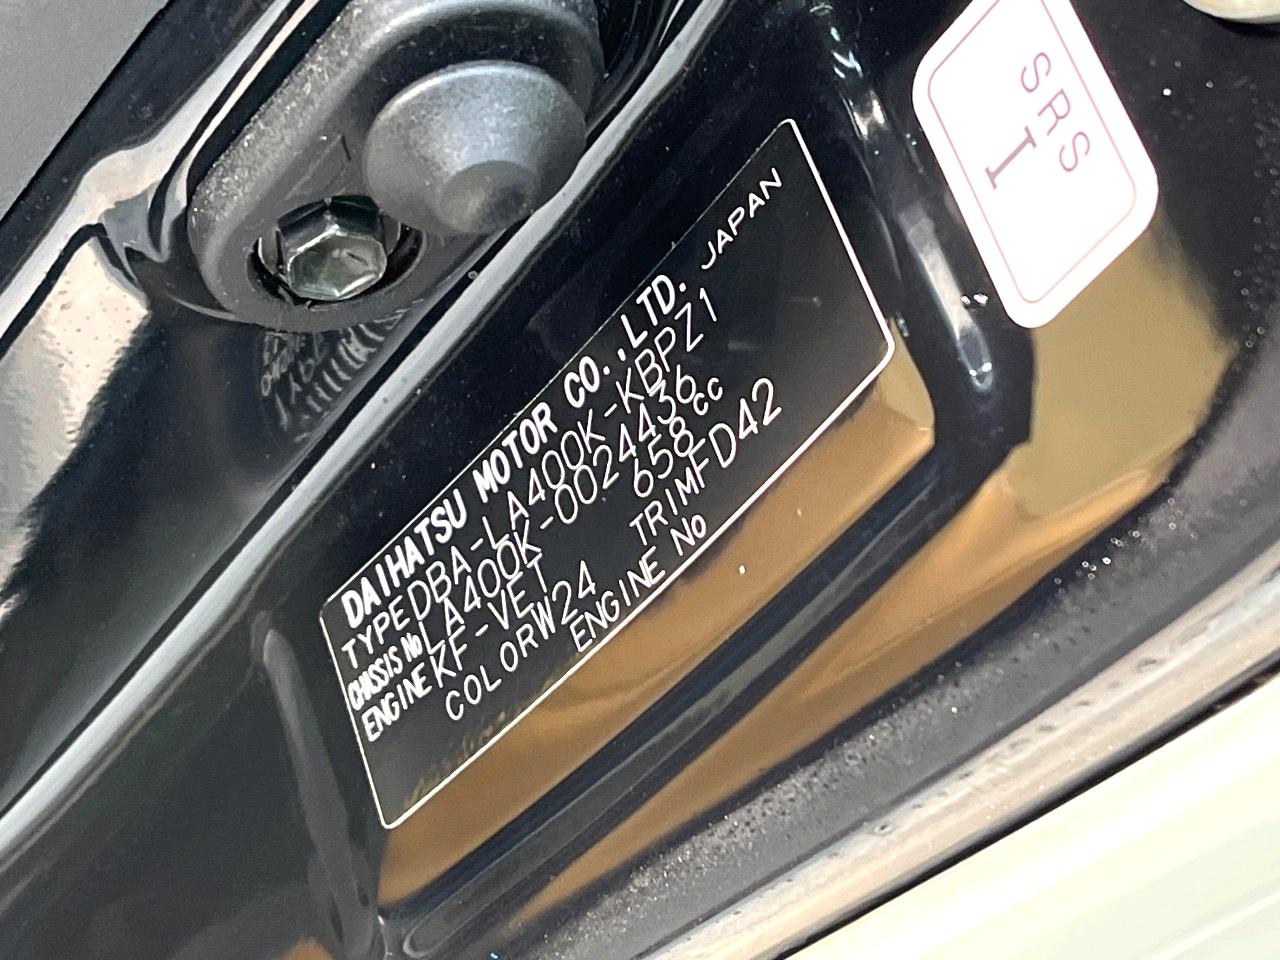 DAIHATSU MOTOR CO.,LTD. JAPAN
TYPE DBA-LA400K-KBPZ1
CHASSIS No LA400K-0024436
ENGINE KF-VET 658cc
COLOR W24 TRIM FD42
ENGINE No
SRS
I